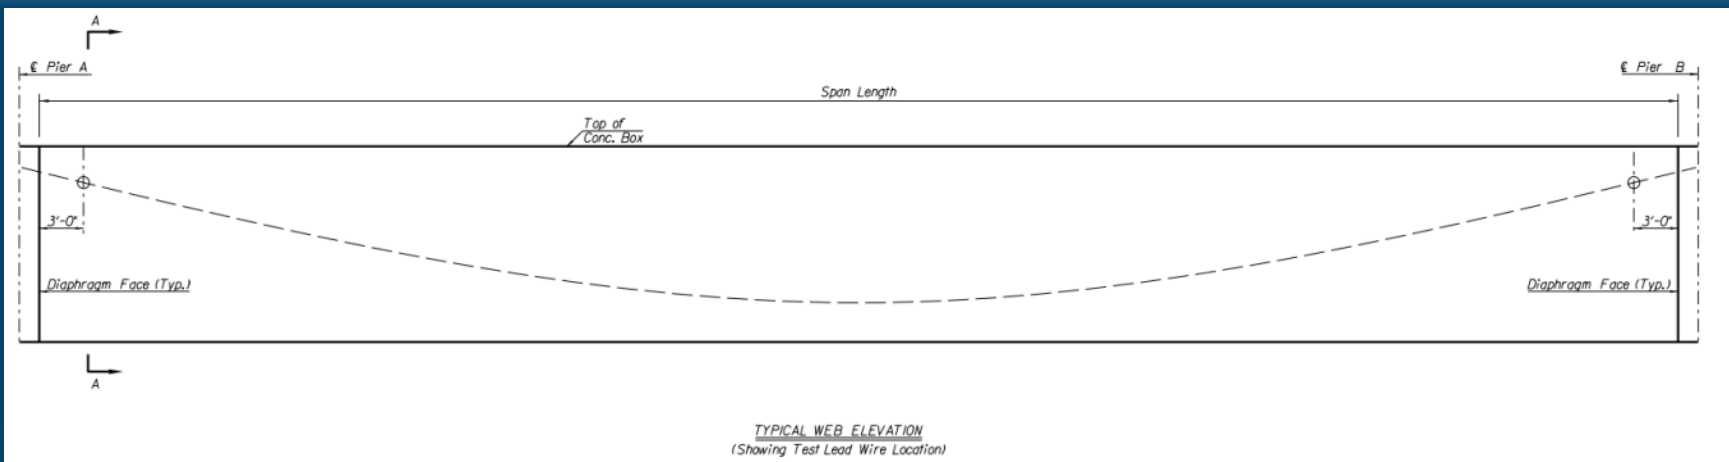 A
℄ Pier A
℄ Pier B
Span Length
Top of
Conc. Box
3'-0"
3'-0"
Diaphragm Face (Typ.)
Diaphragm Face (Typ.)
A
TYPICAL WEB ELEVATION
(Showing Test Lead Wire Location)